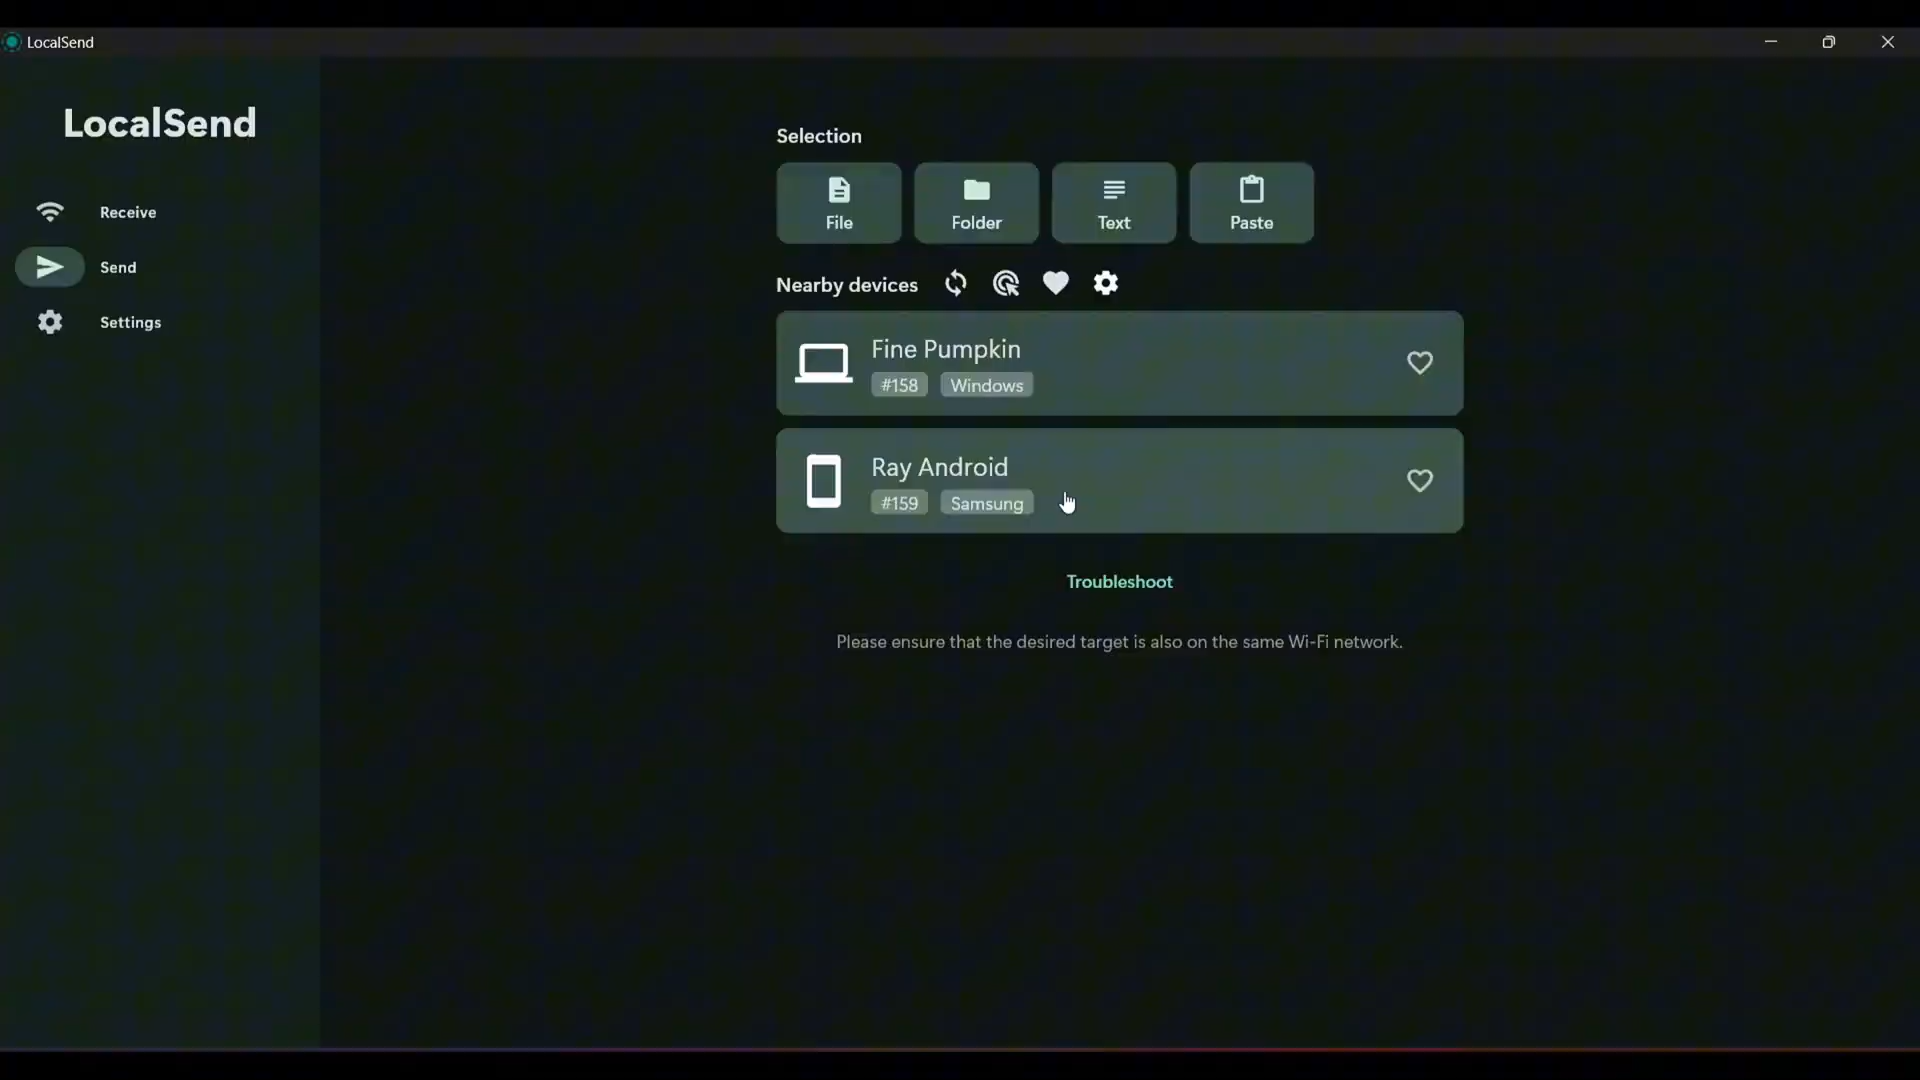 LocalSend
LocalSend
Receive
Send
Settings
Selection
File
Folder
Text
Paste
Nearby devices
Fine Pumpkin
#158 Windows
Ray Android
#159 Samsung
Troubleshoot
Please ensure that the desired target is also on the same Wi-Fi network.